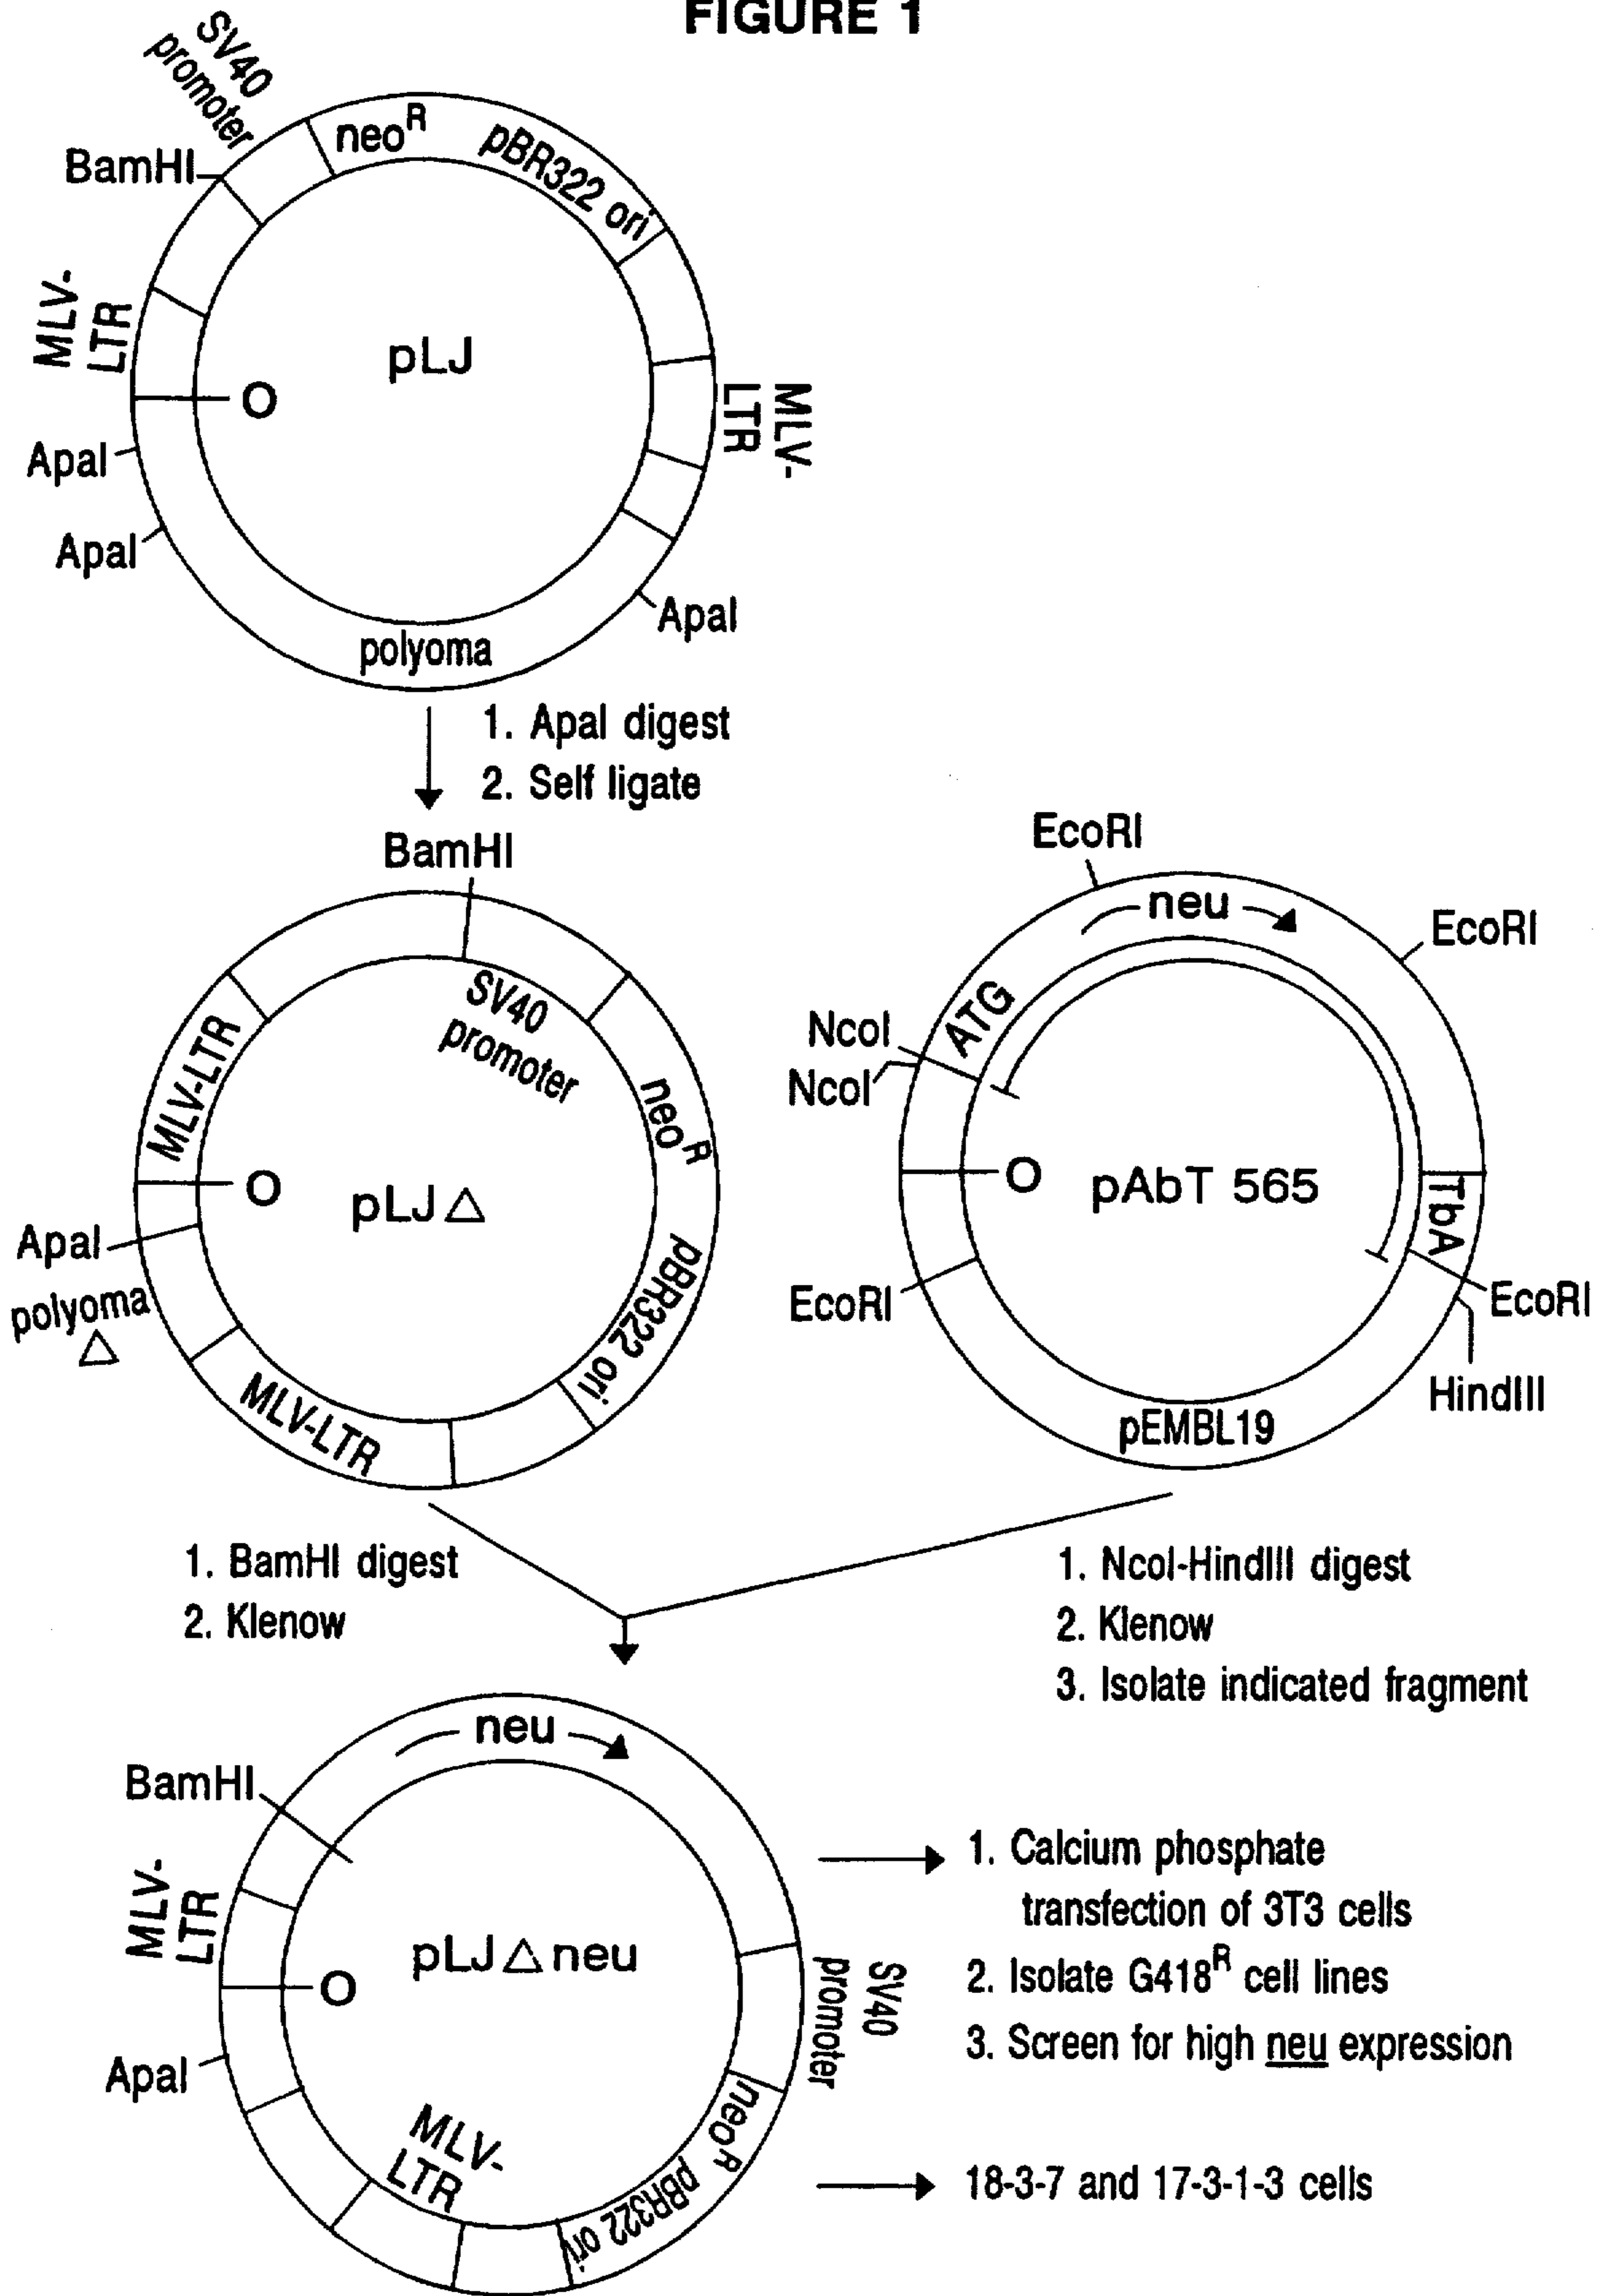 FIGURE 1
SV40
promoter
neoR
pBR322 ori
BamHI
MLV-
LTR
pLJ
O
MLV-
LTR
ApaI
ApaI
ApaI
polyoma
1. ApaI digest
2. Self ligate
BamHI
SV40
promoter
MLV-LTR
neoR
O
pLJ△
ApaI
polyoma
△
pBR322 ori
MLV-LTR
EcoRI
neu
EcoRI
ATG
NcoI
NcoI
O
pAbT 565
TbA
EcoRI
EcoRI
HindIII
pEMBL19
1. BamHI digest
2. Klenow
1. NcoI-HindIII digest
2. Klenow
3. Isolate indicated fragment
neu
BamHI
MLV-
LTR
pLJ△neu
O
SV40
promoter
ApaI
MLV-
LTR
neoR
pBR322 ori
1. Calcium phosphate
transfection of 3T3 cells
2. Isolate G418R cell lines
3. Screen for high neu expression
18-3-7 and 17-3-1-3 cells